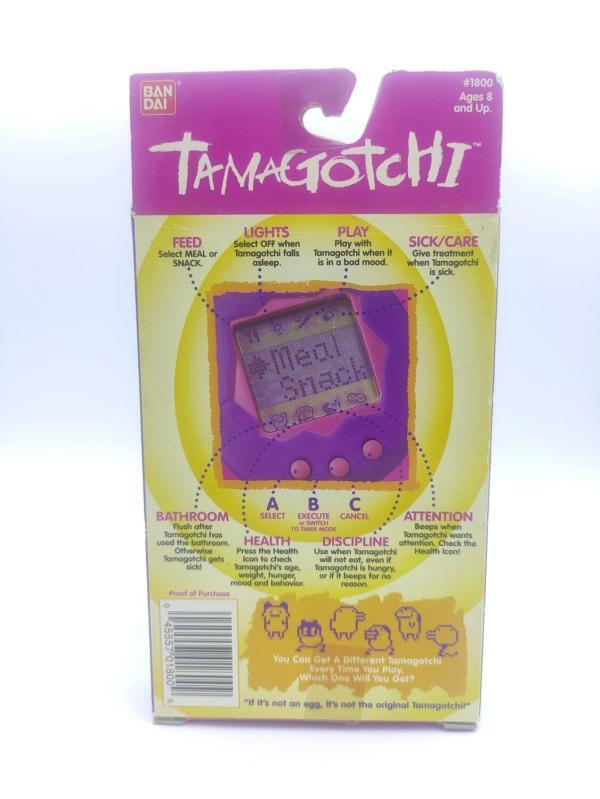 BAN
DAI
#1800
Ages 8
and Up.
TAMAGOTCHI™
FEED
Select MEAL or
SNACK.
LIGHTS
Select OFF when
Tamagotchi falls
asleep.
PLAY
Play with
Tamagotchi when it
is in a bad mood.
SICK/CARE
Give treatment
when Tamagotchi
is sick.
Meal
Snack
A
SELECT
B
EXECUTE
or SWITCH
TO TIMER MODE
C
CANCEL
BATHROOM
Flush after
Tamagotchi has
used the bathroom.
Otherwise
Tamagotchi gets
sick!
HEALTH
Press the Health
Icon to check
Tamagotchi's age,
weight, hunger,
mood and behavior.
DISCIPLINE
Use when Tamagotchi
will not eat, even if
Tamagotchi is hungry,
or if it beeps for no
reason.
ATTENTION
Beeps when
Tamagotchi wants
attention. Check the
Health Icon!
Proof of Purchase
0 45557 01800 8
You Can Get A Different Tamagotchi
Every Time You Play.
Which One Will You Get?
"If it's not an egg, it's not the original Tamagotchi!"